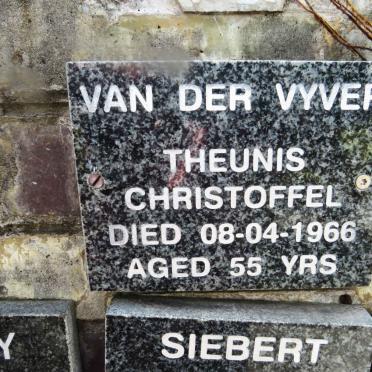 VAN DER VYVER
THEUNIS
CHRISTOFFEL
DIED 08-04-1966
AGED 55 YRS
Y
SIEBERT